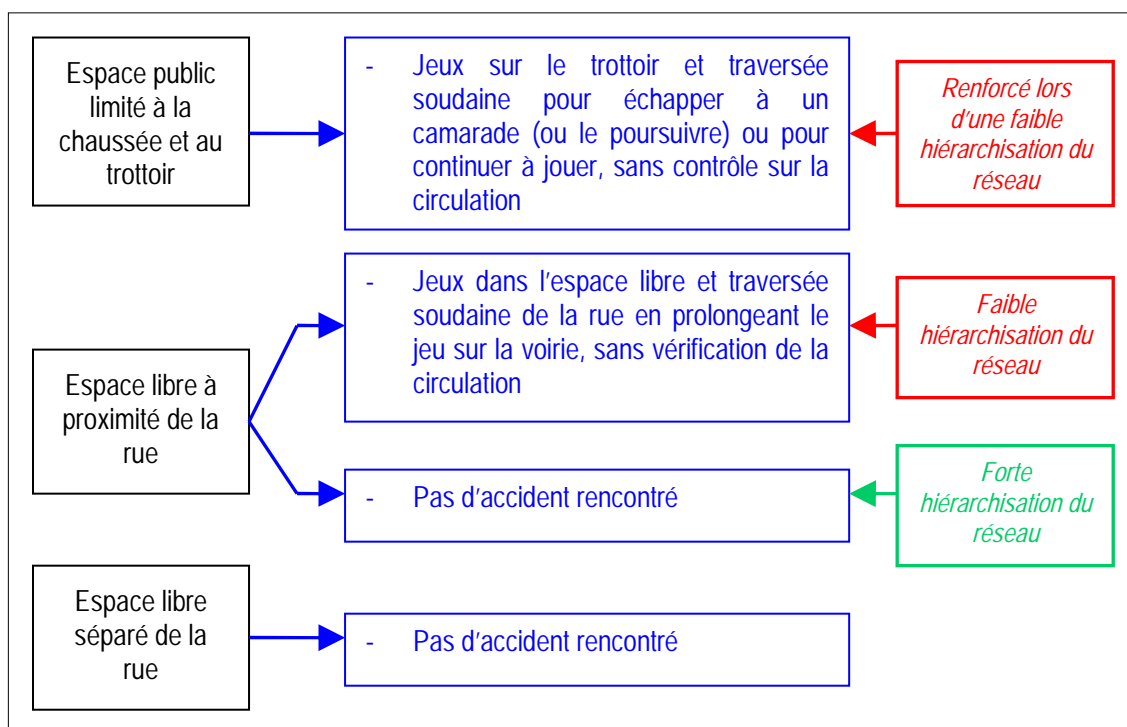 Espace public
limité à la
chaussée et au
trottoir
- Jeux sur le trottoir et traversée
soudaine pour échapper à un
camarade (ou le poursuivre) ou pour
continuer à jouer, sans contrôle sur la
circulation
Renforcé lors
d'une faible
hiérarchisation du
réseau
Espace libre à
proximité de la
rue
- Jeux dans l'espace libre et traversée
soudaine de la rue en prolongeant le
jeu sur la voirie, sans vérification de la
circulation
Faible
hiérarchisation du
réseau
- Pas d'accident rencontré
Forte
hiérarchisation du
réseau
Espace libre
séparé de la
rue
- Pas d'accident rencontré